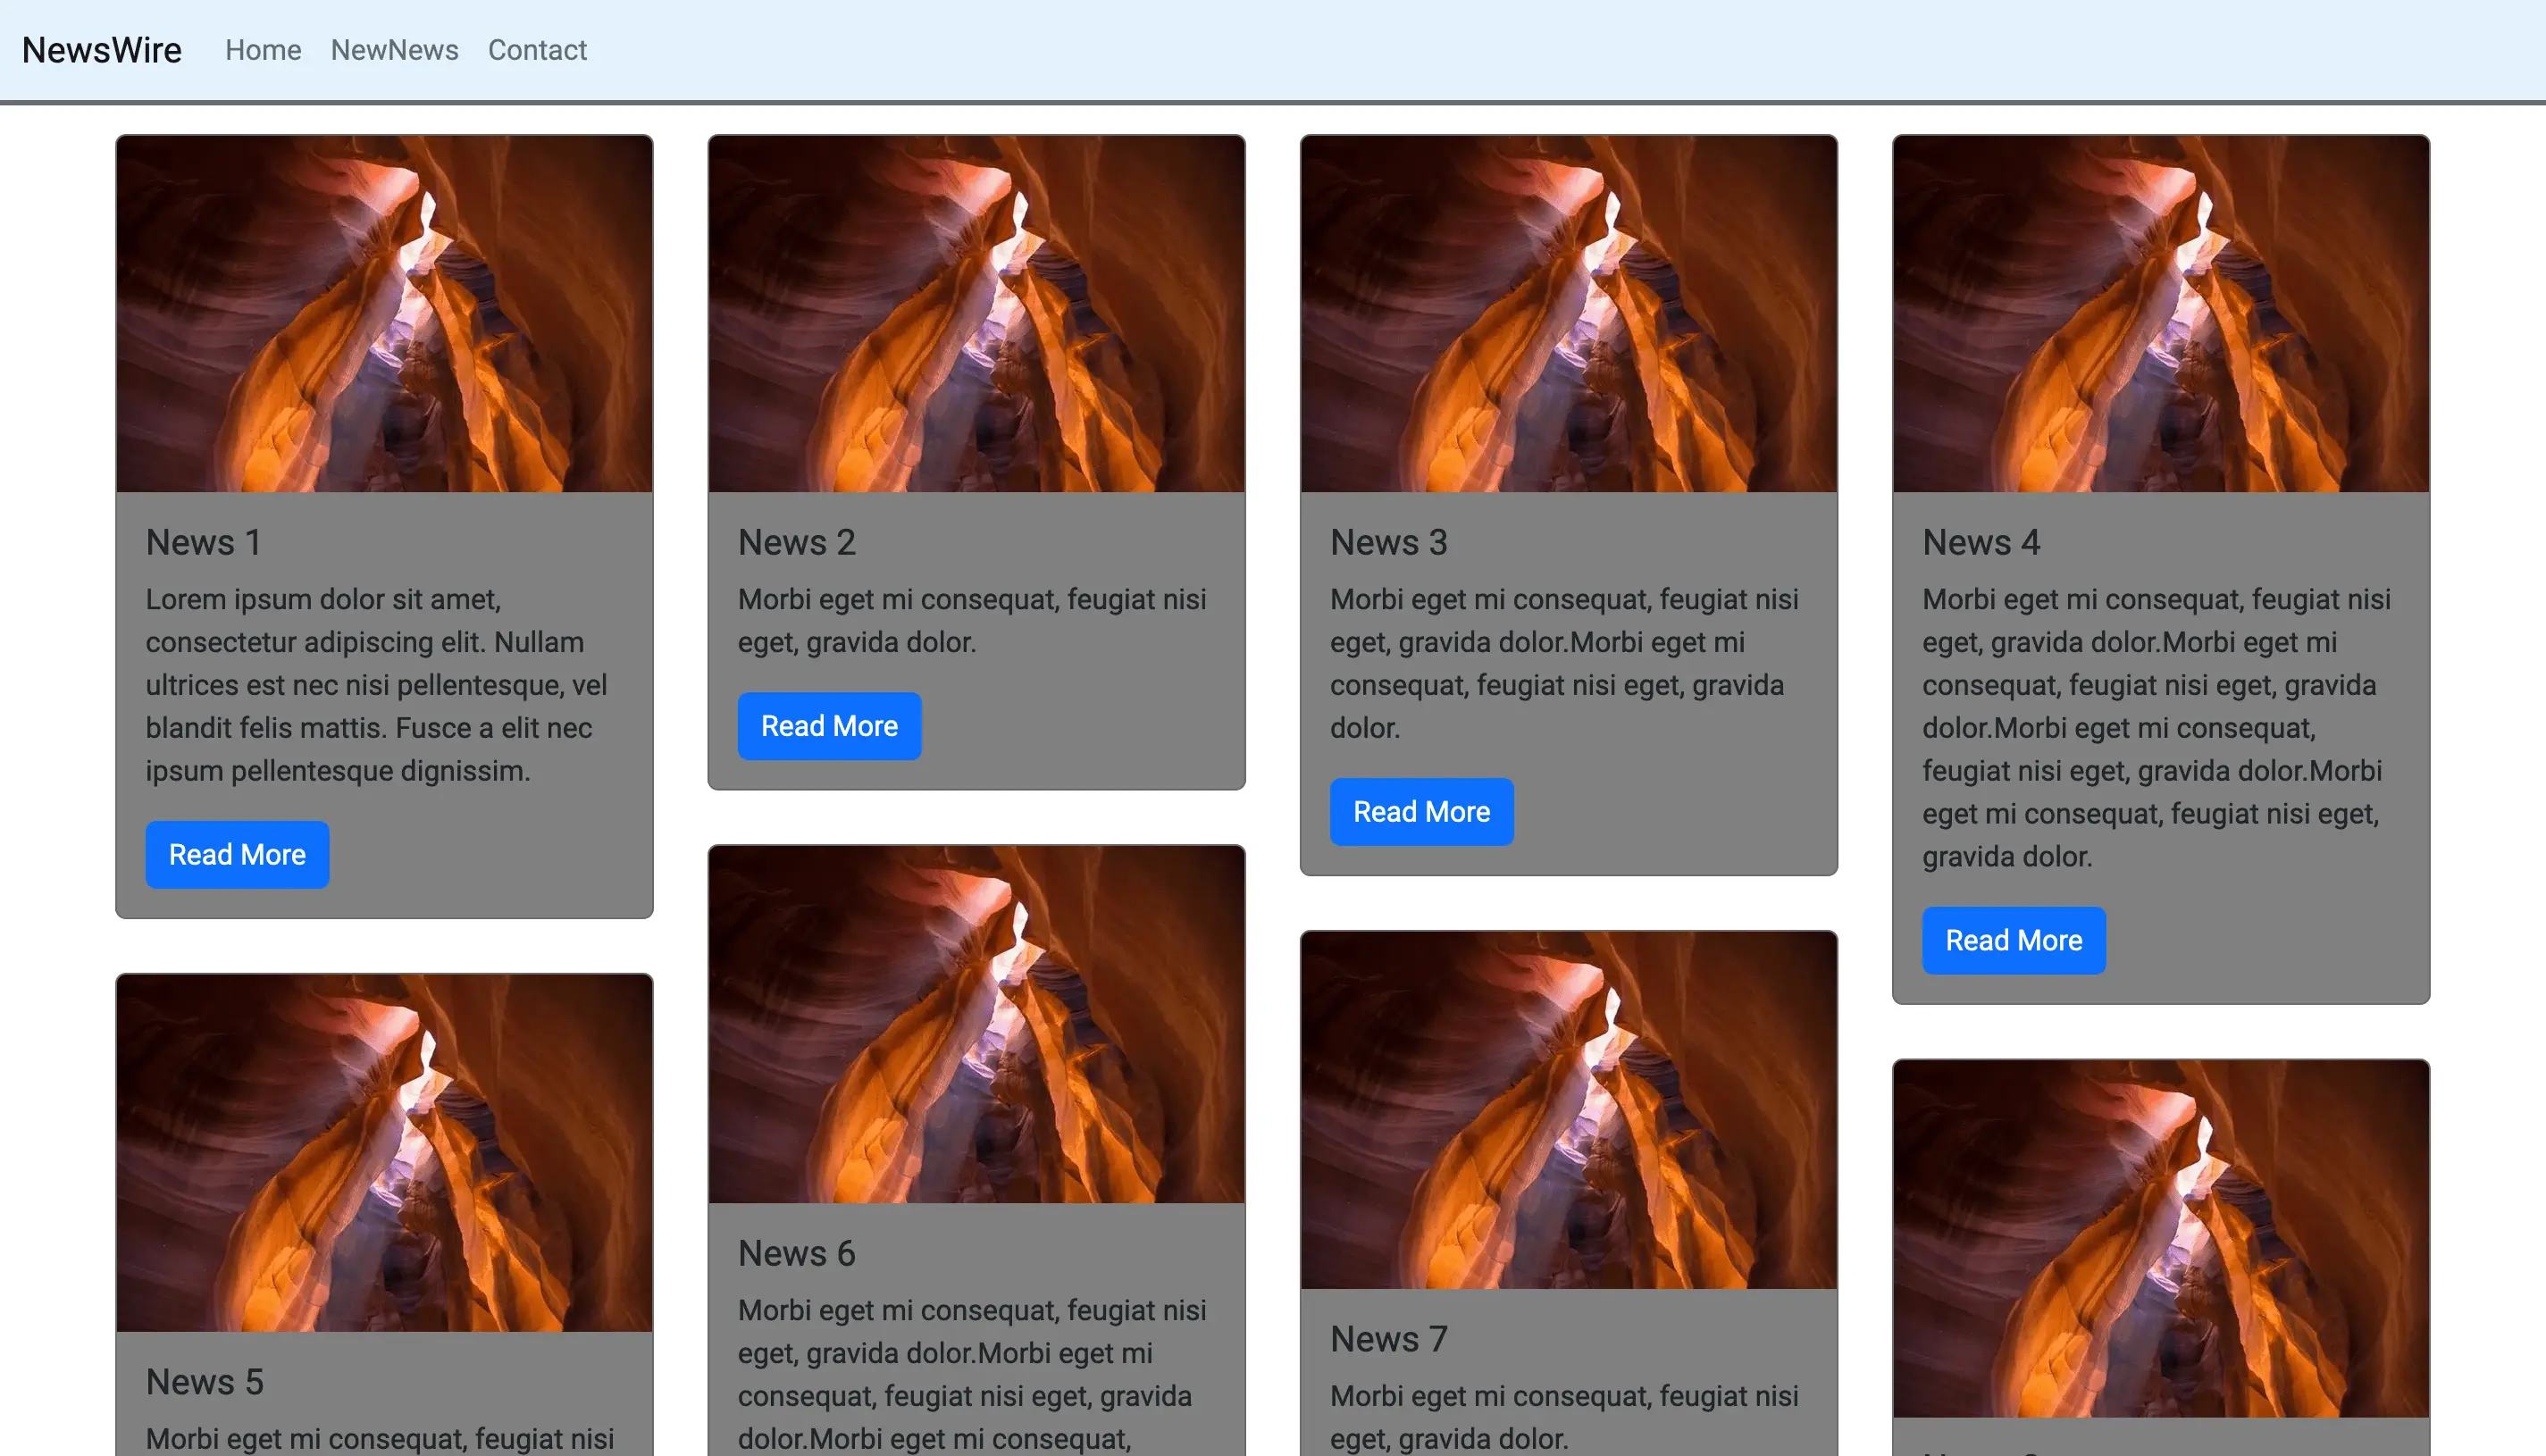 NewsWire Home NewNews Contact
News 1
Lorem ipsum dolor sit amet,
consectetur adipiscing elit. Nullam
ultrices est nec nisi pellentesque, vel
blandit felis mattis. Fusce a elit nec
ipsum pellentesque dignissim.
Read More
News 2
Morbi eget mi consequat, feugiat nisi
eget, gravida dolor.
Read More
News 3
Morbi eget mi consequat, feugiat nisi
eget, gravida dolor.Morbi eget mi
consequat, feugiat nisi eget, gravida
dolor.
Read More
News 4
Morbi eget mi consequat, feugiat nisi
eget, gravida dolor.Morbi eget mi
consequat, feugiat nisi eget, gravida
dolor.Morbi eget mi consequat,
feugiat nisi eget, gravida dolor.Morbi
eget mi consequat, feugiat nisi eget,
gravida dolor.
Read More
News 5
Morbi eget mi consequat, feugiat nisi
News 6
Morbi eget mi consequat, feugiat nisi
eget, gravida dolor.Morbi eget mi
consequat, feugiat nisi eget, gravida
dolor.Morbi eget mi consequat,
News 7
Morbi eget mi consequat, feugiat nisi
eget, gravida dolor.